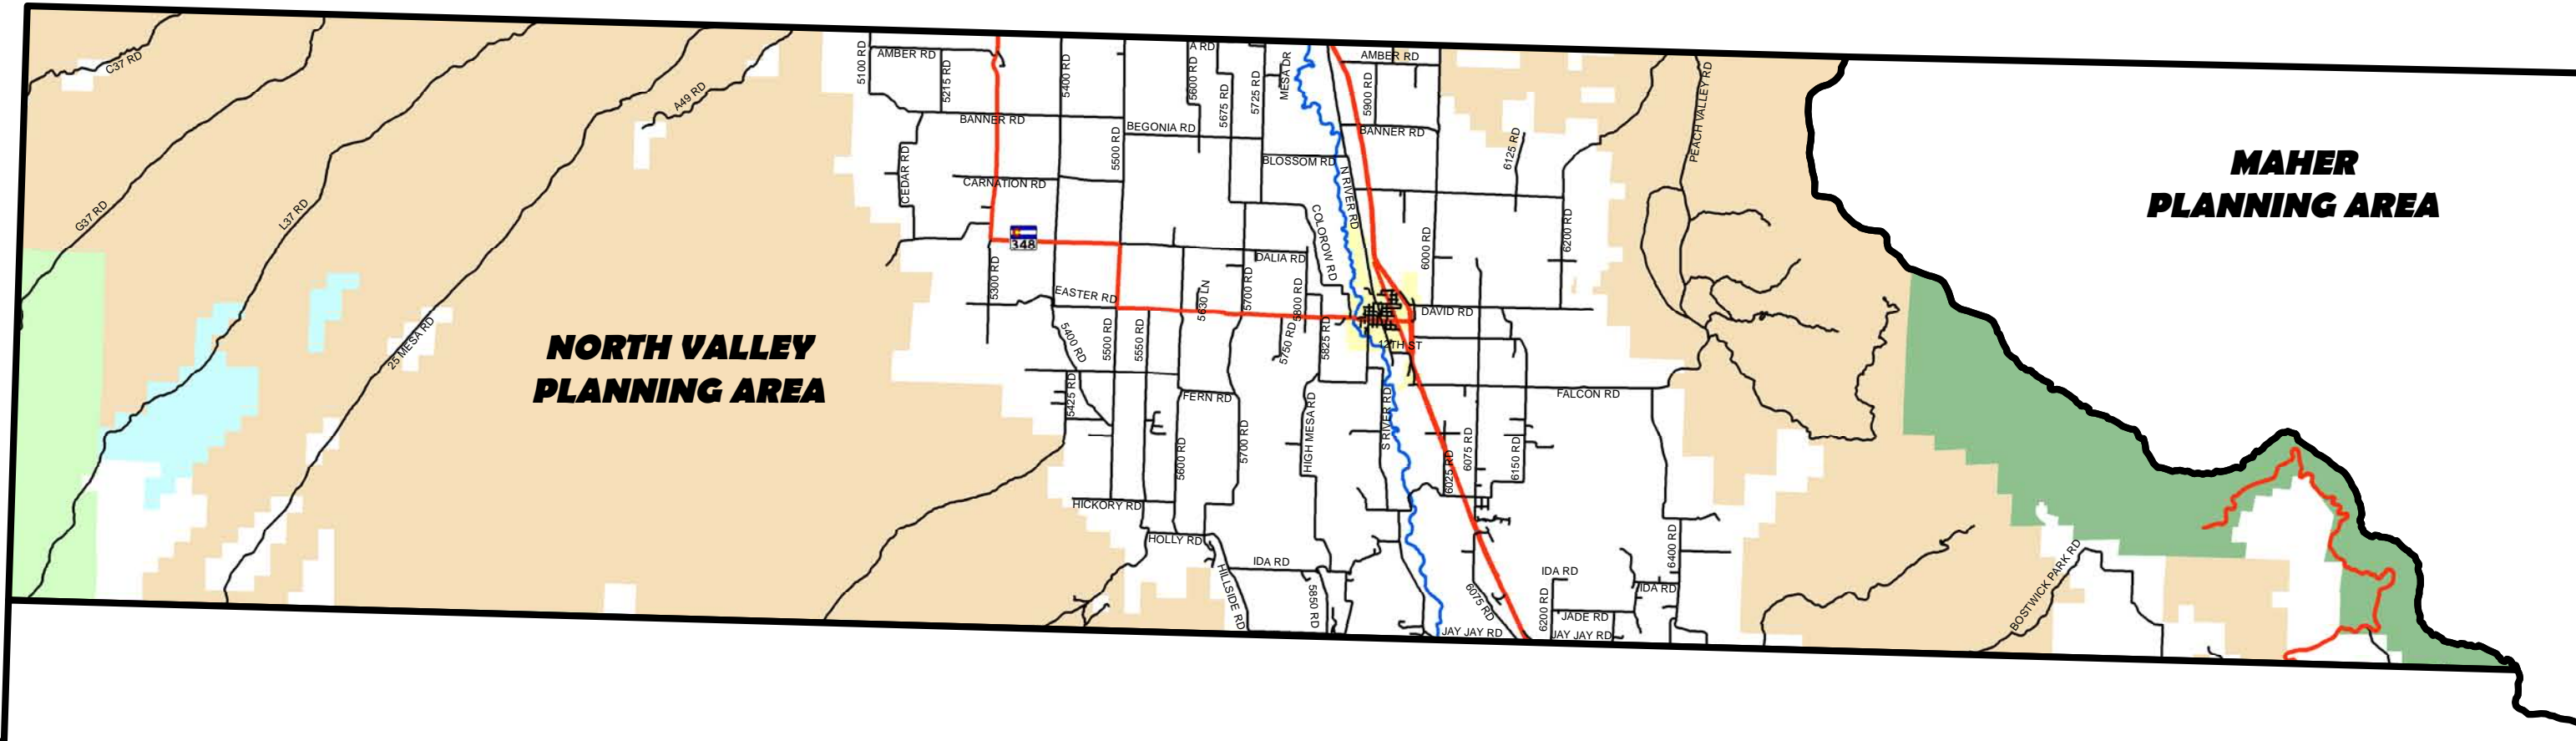 C37 RD
G37 RD
L37 RD
A49 RD
25 MESA RD
NORTH VALLEY
PLANNING AREA
MAHER
PLANNING AREA
5100 RD
AMBER RD
5215 RD
5400 RD
A RD
5600 RD
5675 RD
5725 RD
MESA DR
AMBER RD
5900 RD
PEACH VALLEY RD
BANNER RD
BEGONIA RD
5500 RD
BANNER RD
6125 RD
CEDAR RD
CARNATION RD
BLOSSOM RD
N RIVER RD
COLOROW RD
6000 RD
6200 RD
348
5300 RD
DALIA RD
EASTER RD
5630 LN
5700 RD
5800 RD
DAVID RD
5400 RD
5500 RD
5550 RD
5750 RD
5825 RD
12TH ST
5425 RD
FERN RD
FALCON RD
5600 RD
5700 RD
HIGH MESA RD
S RIVER RD
6025 RD
6075 RD
6150 RD
HICKORY RD
HOLLY RD
HILLSIDE RD
IDA RD
5850 RD
6075 RD
IDA RD
6200 RD
IDA RD
6400 RD
JADE RD
JAY JAY RD
JAY JAY RD
BOSTWICK PARK RD